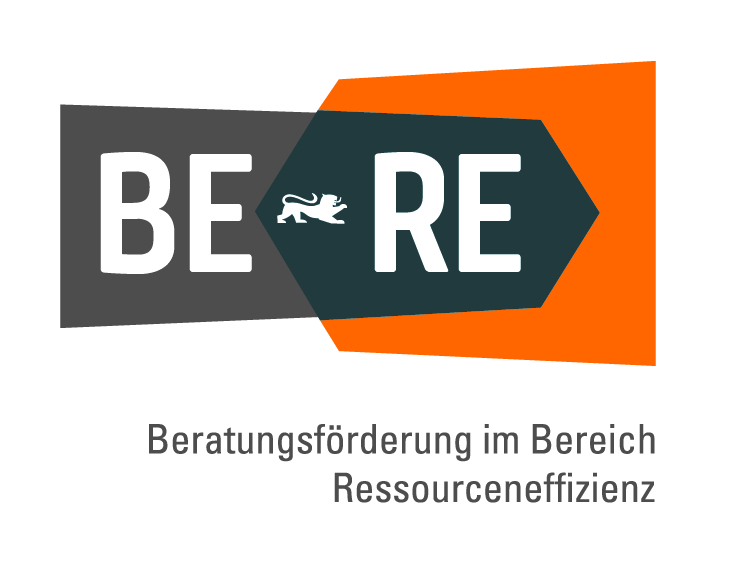 BE RE
Beratungsförderung im Bereich
Ressourceneffizienz